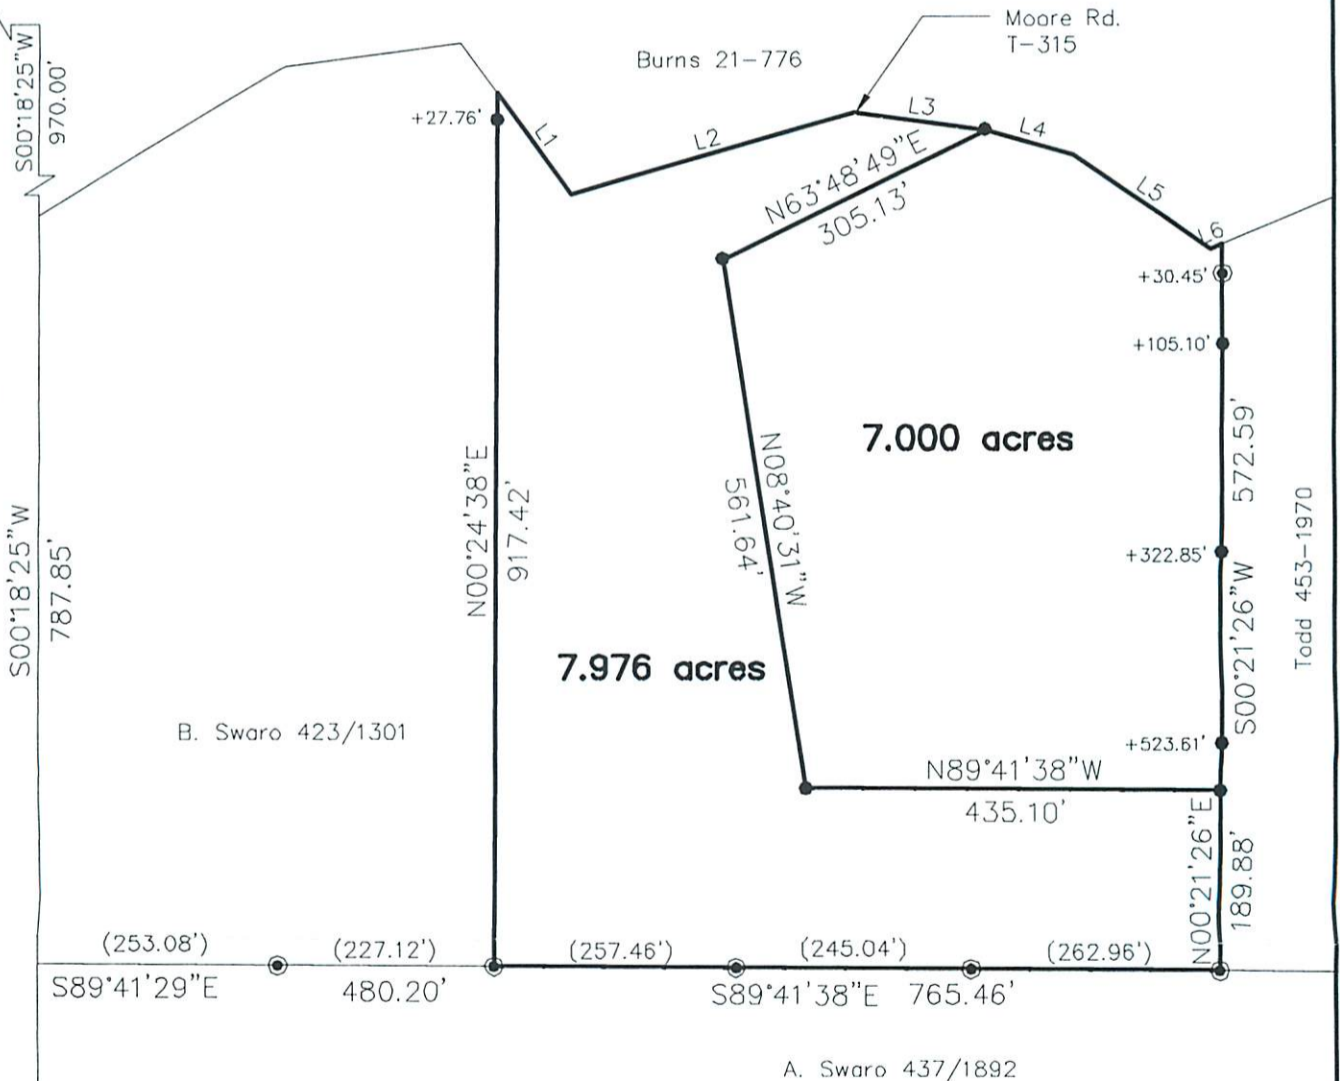 Moore Rd.
T-315
Burns 21-776
S00°18'25"W
970.00'
+27.76'
L1
L2
L3
L4
L5
L6
N63°48'49"E
305.13'
+30.45'
+105.10'
7.000 acres
572.59'
S00°21'26"W
N00°24'38"E
917.42'
N08°40'31"W
561.64'
Todd 453-1970
S00°18'25"W
787.85'
+322.85'
7.976 acres
B. Swaro 423/1301
+523.61'
N89°41'38"W
435.10'
N00°21'26"E
189.88'
(253.08')
(227.12')
(257.46')
(245.04')
(262.96')
S89°41'29"E
480.20'
S89°41'38"E 765.46'
A. Swaro 437/1892